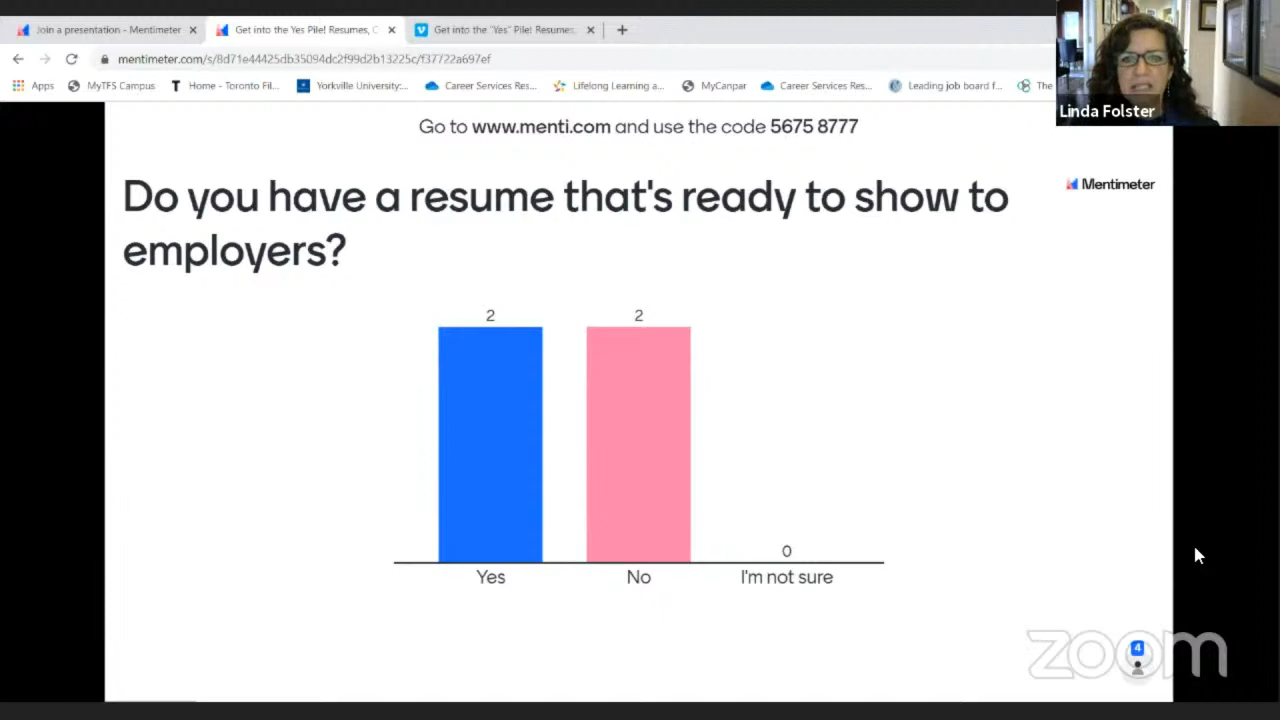 Join a presentation - Mentimeter
Get into the Yes Pile! Resumes, C
Get into the "Yes" Pile! Resumes,
mentimeter.com/s/8d71e44425db35094dc2f99d2b13225c/f37722a697ef
Apps
MyTFS Campus
Home - Toronto Fil...
Yorkville University:...
Career Services Res...
Lifelong Learning a...
MyCanpar
Career Services Res...
Leading job board f...
The
Linda Folster
Go to www.menti.com and use the code 5675 8777
Do you have a resume that's ready to show to
employers?
Mentimeter
2
2
0
Yes
No
I'm not sure
4
zoom